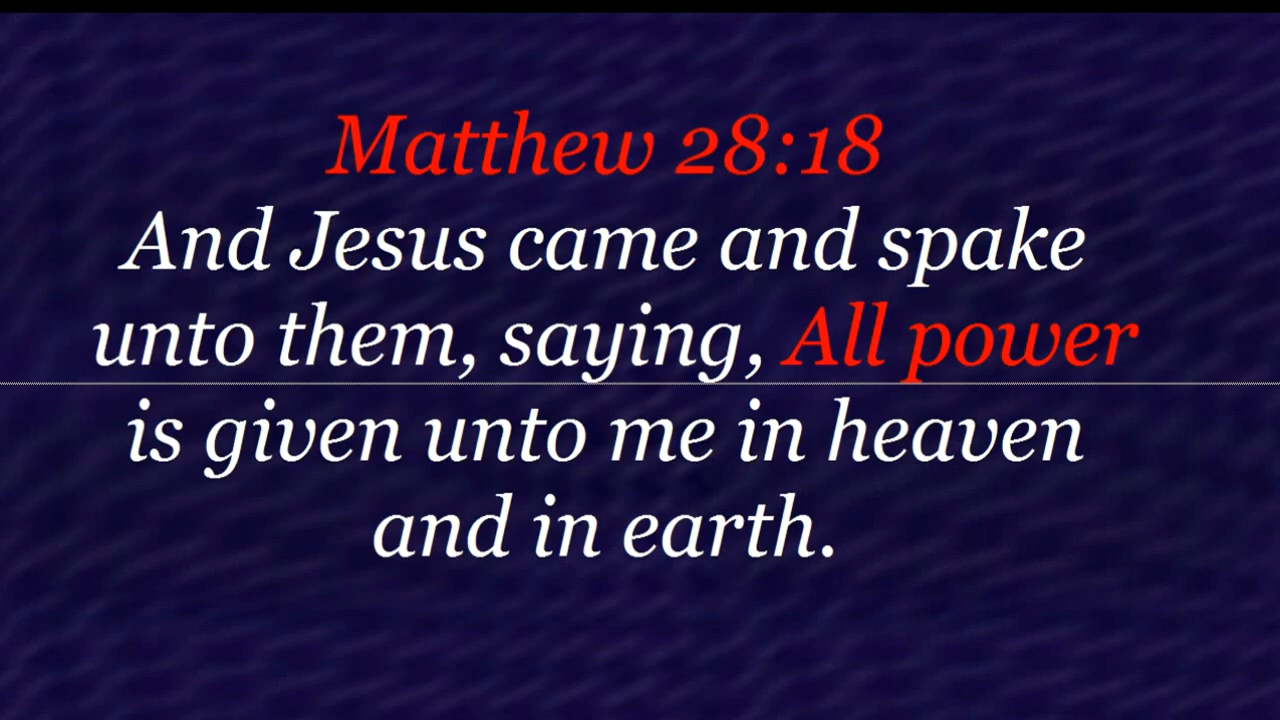 Matthew 28:18
And Jesus came and spake
unto them, saying, All power
is given unto me in heaven
and in earth.